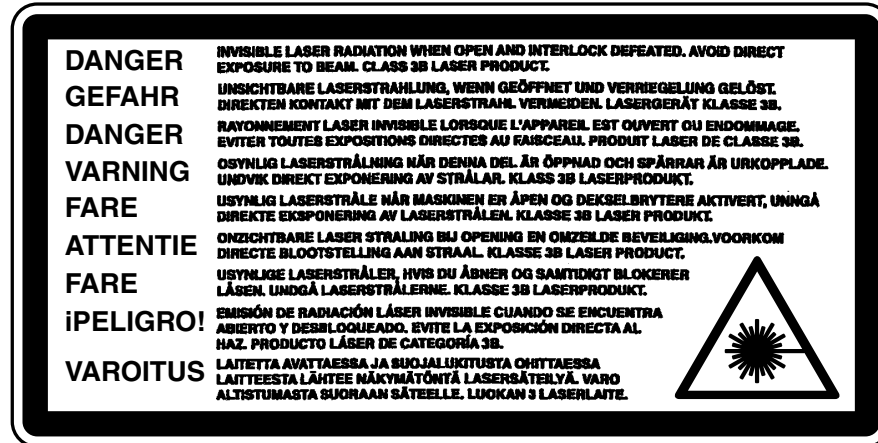 DANGER INVISIBLE LASER RADIATION WHEN OPEN AND INTERLOCK DEFEATED. AVOID DIRECT
EXPOSURE TO BEAM. CLASS 3B LASER PRODUCT.
GEFAHR UNSICHTBARE LASERSTRAHLUNG, WENN GEÖFFNET UND VERRIEGELUNG GELÖST.
DIREKTEN KONTAKT MIT DEM LASERSTRAHL VERMEIDEN. LASERGERÄT KLASSE 3B.
DANGER RAYONNEMENT LASER INVISIBLE LORSQUE L'APPAREIL EST OUVERT OU ENDOMMAGE.
EVITER TOUTES EXPOSITIONS DIRECTES AU FAISCEAU. PRODUIT LASER DE CLASSE 3B.
VARNING OSYNLIG LASERSTRÅLNING NÄR DENNA DEL ÄR ÖPPNAD OCH SPÄRRAR ÄR URKOPPLADE.
UNDVIK DIREKT EXPONERING AV STRÅLAR. KLASS 3B LASERPRODUKT.
FARE USYNLIG LASERSTRÅLE NÅR MASKINEN ER ÅPEN OG DEKSELBRYTERE AKTIVERT, UNNGÅ
DIREKTE EKSPONERING AV LASERSTRÅLEN. KLASSE 3B LASER PRODUKT.
ATTENTIE ONZICHTBARE LASER STRALING BIJ OPENING EN OMZEILDE BEVEILIGING.VOORKOM
DIRECTE BLOOTSTELLING AAN STRAAL. KLASSE 3B LASER PRODUCT.
FARE USYNLIGE LASERSTRÅLER, HVIS DU ÅBNER OG SAMTIDIGT BLOKERER
LÅSEN. UNDGÅ LASERSTRÅLERNE. KLASSE 3B LASERPRODUKT.
¡PELIGRO! EMISIÓN DE RADIACIÓN LÁSER INVISIBLE CUANDO SE ENCUENTRA
ABIERTO Y DESBLOQUEADO. EVITE LA EXPOSICIÓN DIRECTA AL
HAZ. PRODUCTO LÁSER DE CATEGORÍA 3B.
VAROITUS LAITETTA AVATTAESSA JA SUOJALUKITUSTA OHITTAESSA
LAITTEESTA LÄHTEE NÄKYMÄTÖNTÄ LASERSÄTEILYÄ. VARO
ALTISTUMASTA SUORAAN SÄTEELLE. LUOKAN 3 LASERLAITE.